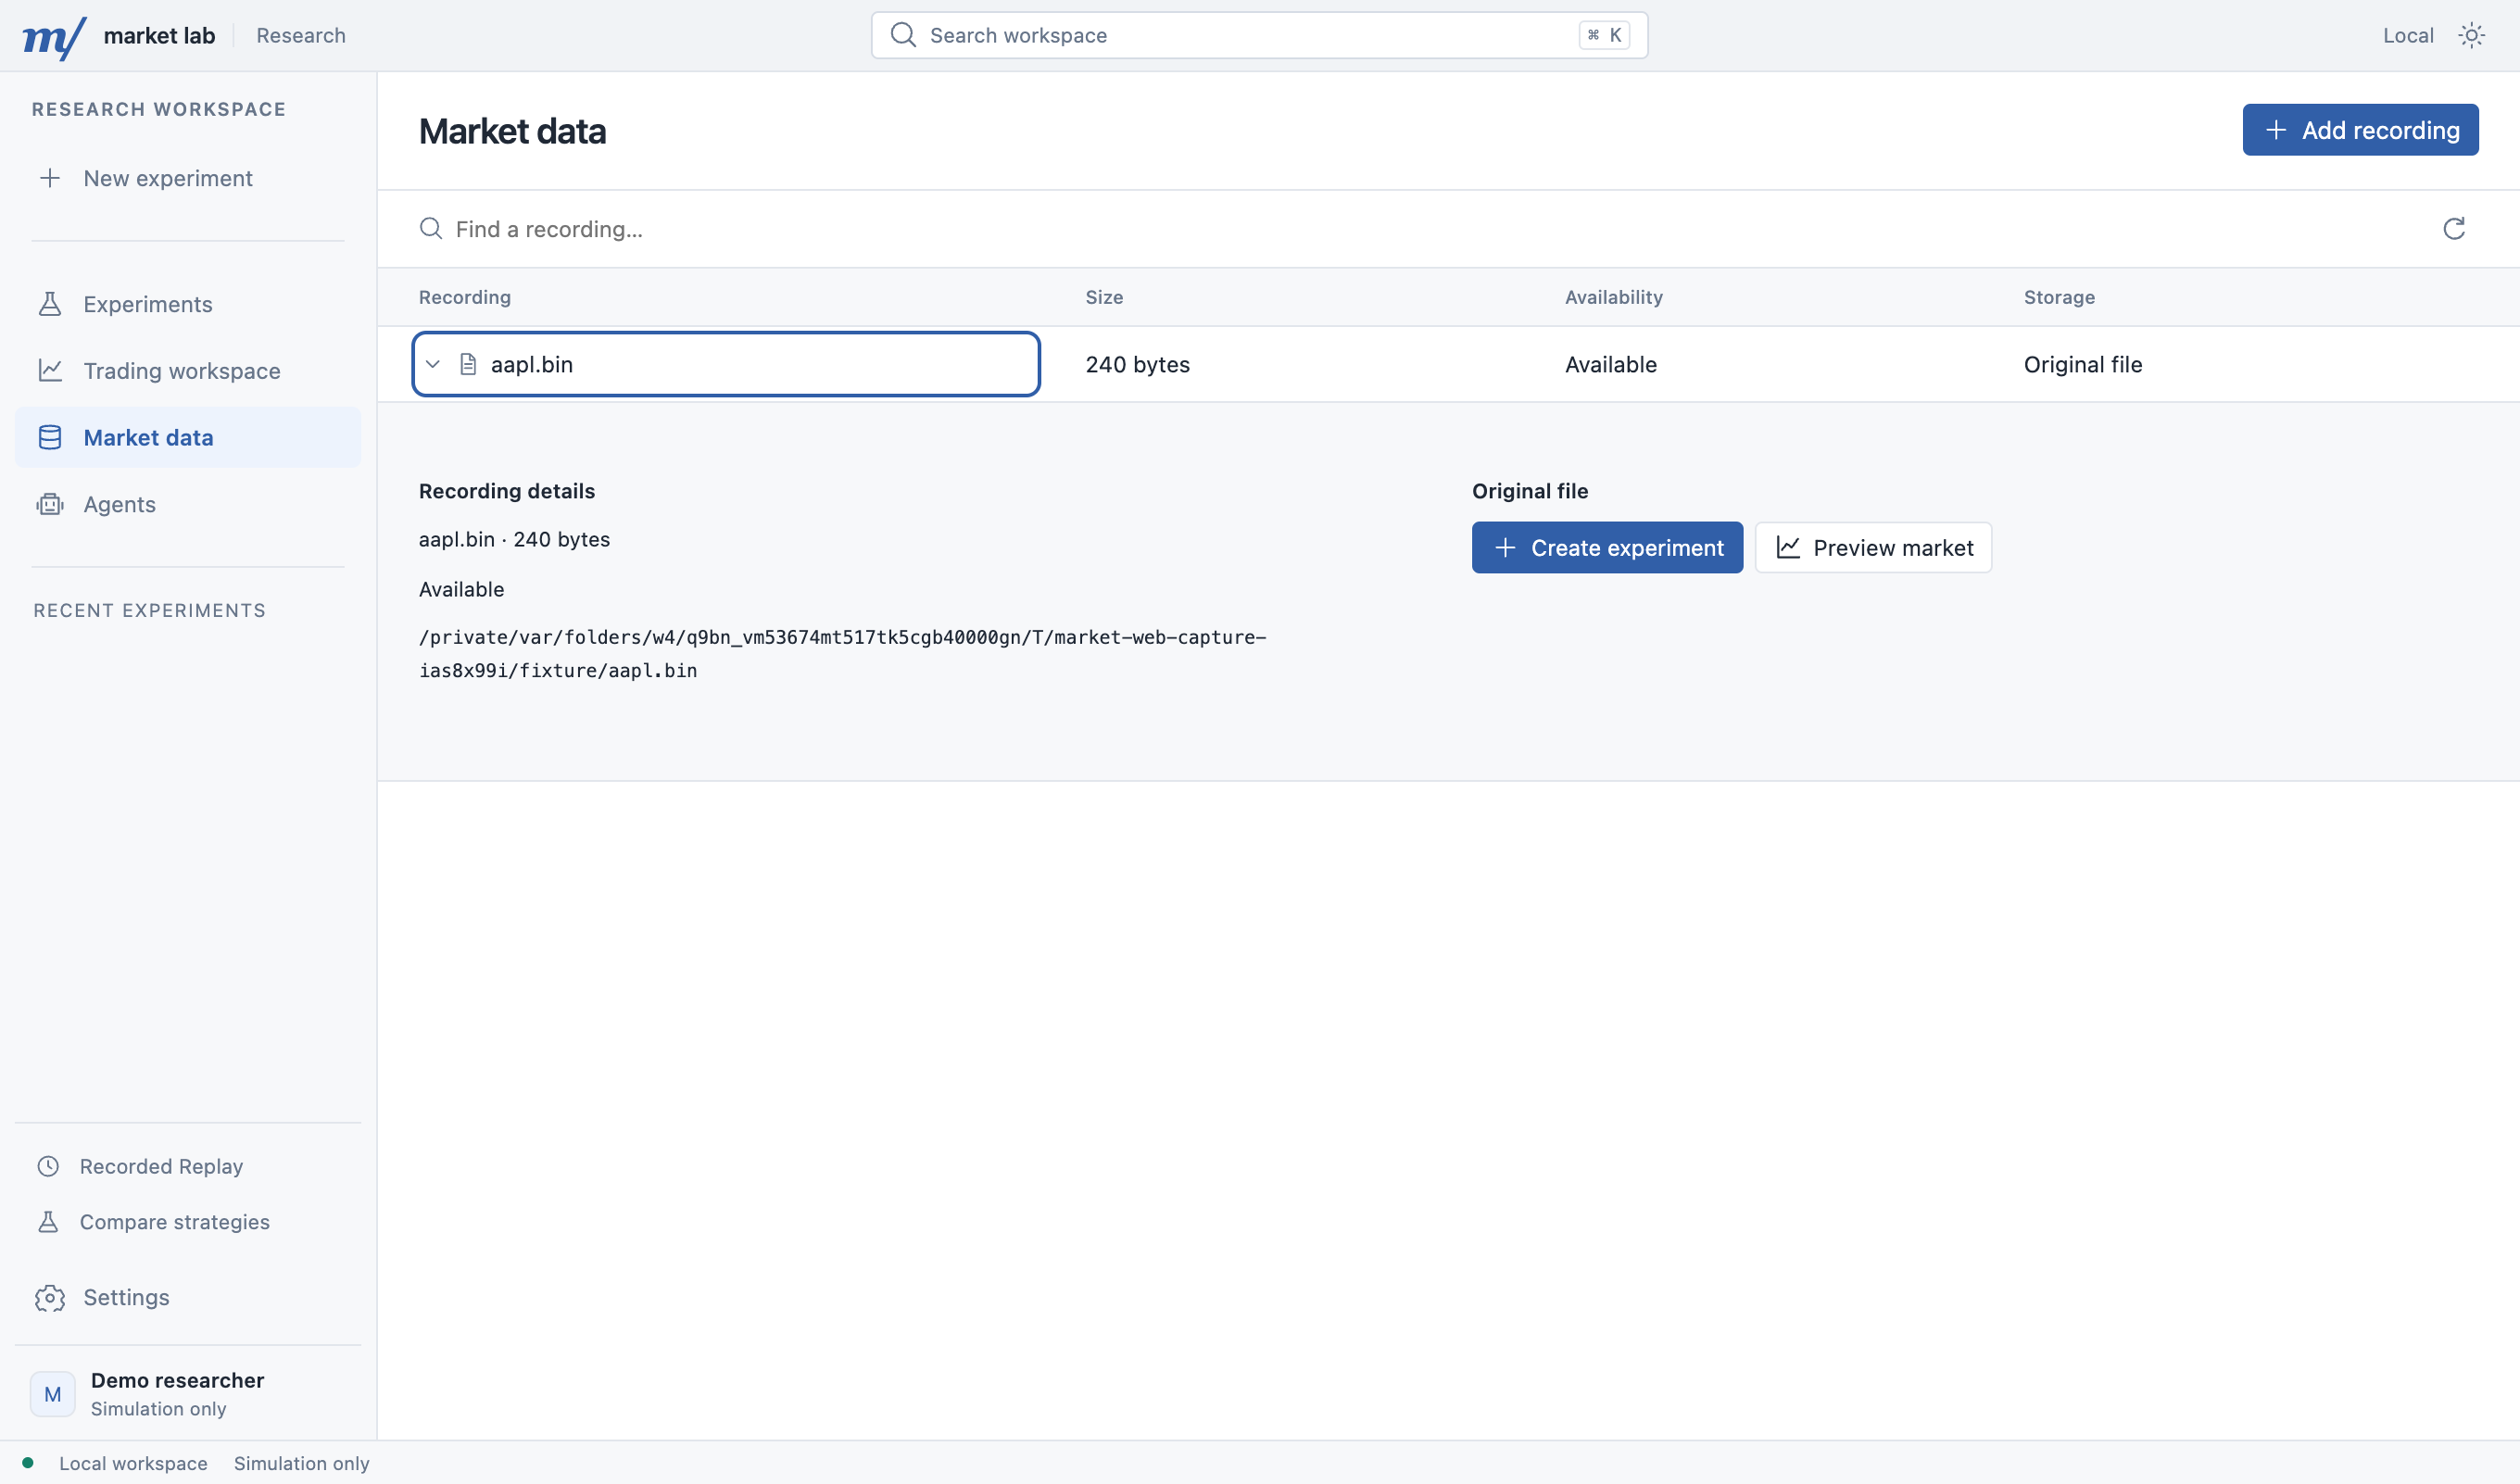 m/ market lab Research Search workspace ⌘ K Local
RESEARCH WORKSPACE
New experiment
Experiments
Trading workspace
Market data
Agents
RECENT EXPERIMENTS
Recorded Replay
Compare strategies
Settings
M
Demo researcher
Simulation only
Market data
Add recording
Find a recording...
Recording Size Availability Storage
aapl.bin 240 bytes Available Original file
Recording details
aapl.bin · 240 bytes
Available
/private/var/folders/w4/q9bn_vm53674mt517tk5cgb40000gn/T/market-web-capture-
ias8x99i/fixture/aapl.bin
Original file
Create experiment Preview market
Local workspace Simulation only